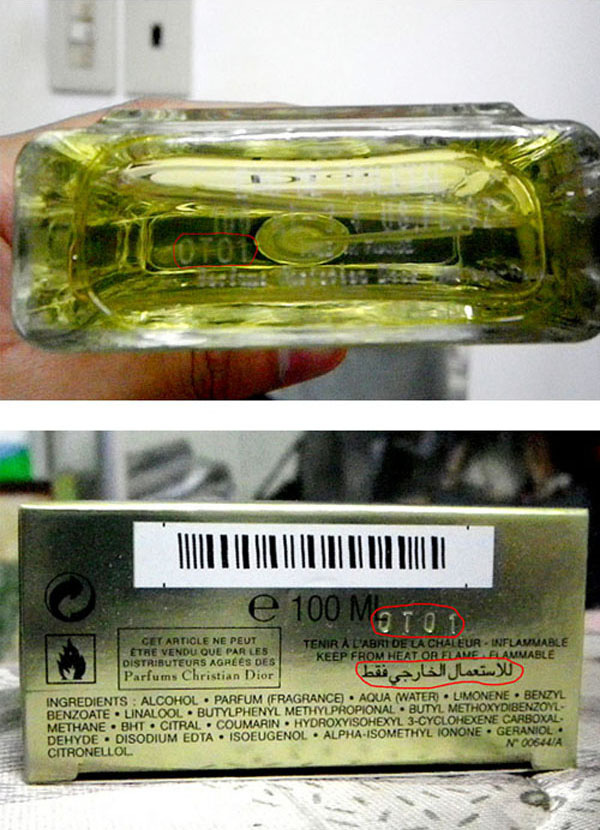 0T01
e 100 ML
0T01
CET ARTICLE NE PEUT
ÊTRE VENDU QUE PAR LES
DISTRIBUTEURS AGRÉÉS DES
Parfums Christian Dior
TENIR À L'ABRI DE LA CHALEUR - INFLAMMABLE
KEEP FROM HEAT OR FLAME - FLAMMABLE
للاستعمال الخارجي فقط
INGREDIENTS : ALCOHOL • PARFUM (FRAGRANCE) • AQUA (WATER) • LIMONENE • BENZYL
BENZOATE • LINALOOL • BUTYLPHENYL METHYLPROPIONAL • BUTYL METHOXYDIBENZOYL-
METHANE • BHT • CITRAL • COUMARIN • HYDROXYISOHEXYL 3-CYCLOHEXENE CARBOXAL-
DEHYDE • DISODIUM EDTA • ISOEUGENOL • ALPHA-ISOMETHYL IONONE • GERANIOL •
CITRONELLOL.
N° 00644/A